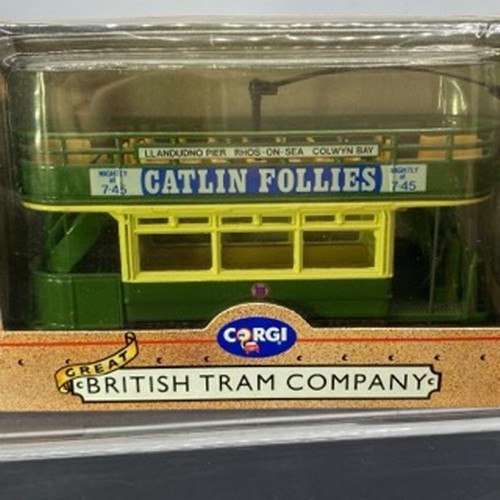 LLANDUDNO PIER RHOS-ON-SEA COLWYN BAY
NIGHTLY at 7·45 CATLIN FOLLIES NIGHTLY at 7·45
CORGI
GREAT
BRITISH TRAM COMPANY